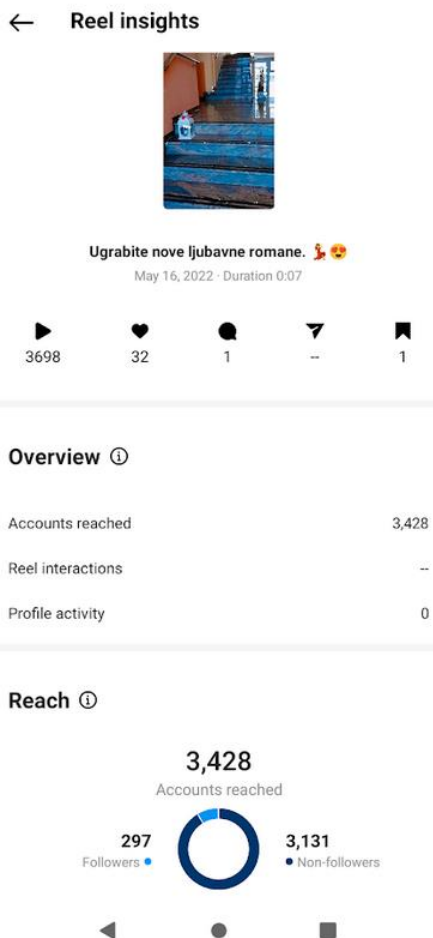 Reel insights
Ugrabite nove ljubavne romane. 💃😍
May 16, 2022 · Duration 0:07
3698 32 1 -- 1
Overview
Accounts reached 3,428
Reel interactions --
Profile activity 0
Reach
3,428
Accounts reached
297 3,131
Followers Non-followers